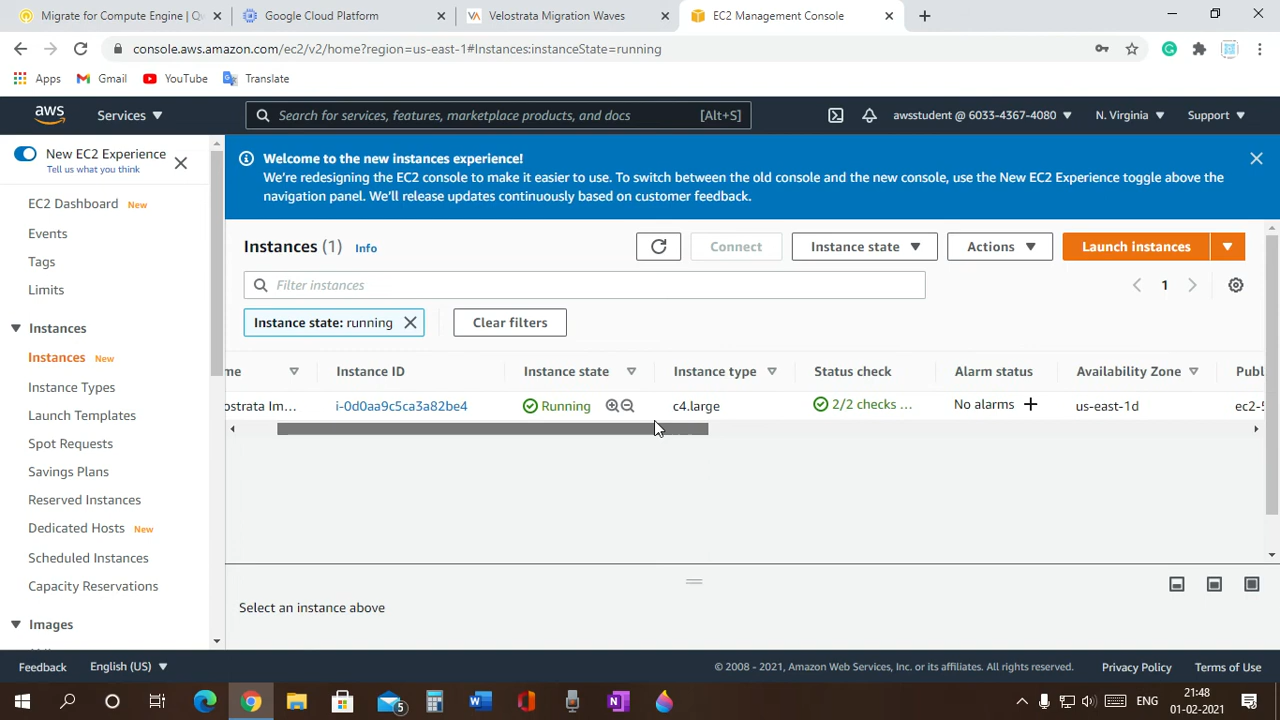 Migrate for Compute Engine | Qw
Google Cloud Platform
Velostrata Migration Waves
EC2 Management Console
console.aws.amazon.com/ec2/v2/home?region=us-east-1#Instances:instanceState=running
Apps
Gmail
YouTube
Translate
aws
Services
Search for services, features, marketplace products, and docs
[Alt+S]
awsstudent @ 6033-4367-4080
N. Virginia
Support
New EC2 Experience
Tell us what you think
EC2 Dashboard New
Events
Tags
Limits
Instances
Instances New
Instance Types
Launch Templates
Spot Requests
Savings Plans
Reserved Instances
Dedicated Hosts New
Scheduled Instances
Capacity Reservations
Images
Welcome to the new instances experience!
We're redesigning the EC2 console to make it easier to use. To switch between the old console and the new console, use the New EC2 Experience toggle above the
navigation panel. We'll release updates continuously based on customer feedback.
Instances (1) Info
Connect
Instance state
Actions
Launch instances
Filter instances
1
Instance state: running
Clear filters
me
Instance ID
Instance state
Instance type
Status check
Alarm status
Availability Zone
Publ
ostrata Im...
i-0d0aa9c5ca3a82be4
Running
c4.large
2/2 checks ...
No alarms
us-east-1d
ec2-5
Select an instance above
Feedback
English (US)
© 2008 - 2021, Amazon Web Services, Inc. or its affiliates. All rights reserved.
Privacy Policy
Terms of Use
5
ENG
21:48
01-02-2021